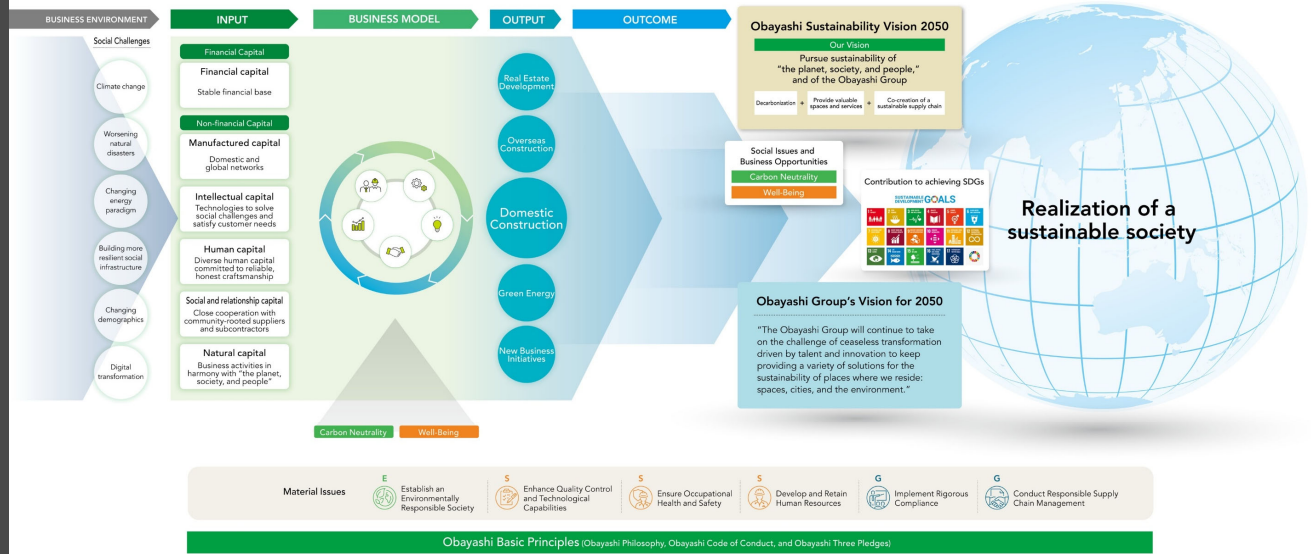 BUSINESS ENVIRONMENT
INPUT
BUSINESS MODEL
OUTPUT
OUTCOME
Social Challenges
Climate change
Worsening
natural
disasters
Changing
energy
paradigm
Building more
resilient social
infrastructure
Changing
demographics
Digital
transformation
Financial Capital
Financial capital
Stable financial base
Non-financial Capital
Manufactured capital
Domestic and
global networks
Intellectual capital
Technologies to solve
social challenges and
satisfy customer needs
Human capital
Diverse human capital
committed to reliable,
honest craftsmanship
Social and relationship capital
Close cooperation with
community-rooted suppliers
and subcontractors
Natural capital
Business activities in
harmony with "the planet,
society, and people"
Carbon Neutrality
Well-Being
Real Estate
Development
Overseas
Construction
Domestic
Construction
Green Energy
New Business
Initiatives
Obayashi Sustainability Vision 2050
Our Vision
Pursue sustainability of
"the planet, society, and people,"
and of the Obayashi Group
Decarbonization
+
Provide valuable
spaces and services
+
Co-creation of a
sustainable supply chain
Social Issues and
Business Opportunities
Carbon Neutrality
Well-Being
Contribution to achieving SDGs
SUSTAINABLE
DEVELOPMENT GOALS
Obayashi Group's Vision for 2050
"The Obayashi Group will continue to take
on the challenge of ceaseless transformation
driven by talent and innovation to keep
providing a variety of solutions for the
sustainability of places where we reside:
spaces, cities, and the environment."
Realization of a
sustainable society
Material Issues
E
Establish an
Environmentally
Responsible Society
S
Enhance Quality Control
and Technological
Capabilities
S
Ensure Occupational
Health and Safety
S
Develop and Retain
Human Resources
G
Implement Rigorous
Compliance
G
Conduct Responsible Supply
Chain Management
Obayashi Basic Principles (Obayashi Philosophy, Obayashi Code of Conduct, and Obayashi Three Pledges)